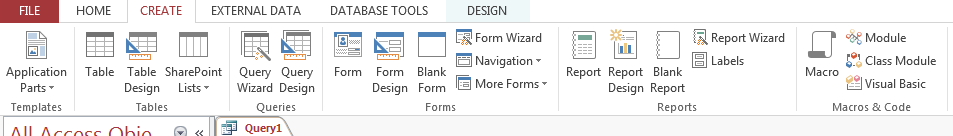 FILE HOME CREATE EXTERNAL DATA DATABASE TOOLS DESIGN
Application Parts
Templates
Table
Table Design
SharePoint Lists
Tables
Query Wizard
Query Design
Queries
Form
Form Design
Blank Form
Form Wizard
Navigation
More Forms
Forms
Report
Report Design
Blank Report
Report Wizard
Labels
Reports
Macro
Module
Class Module
Visual Basic
Macros & Code
All Access Obje
Query1